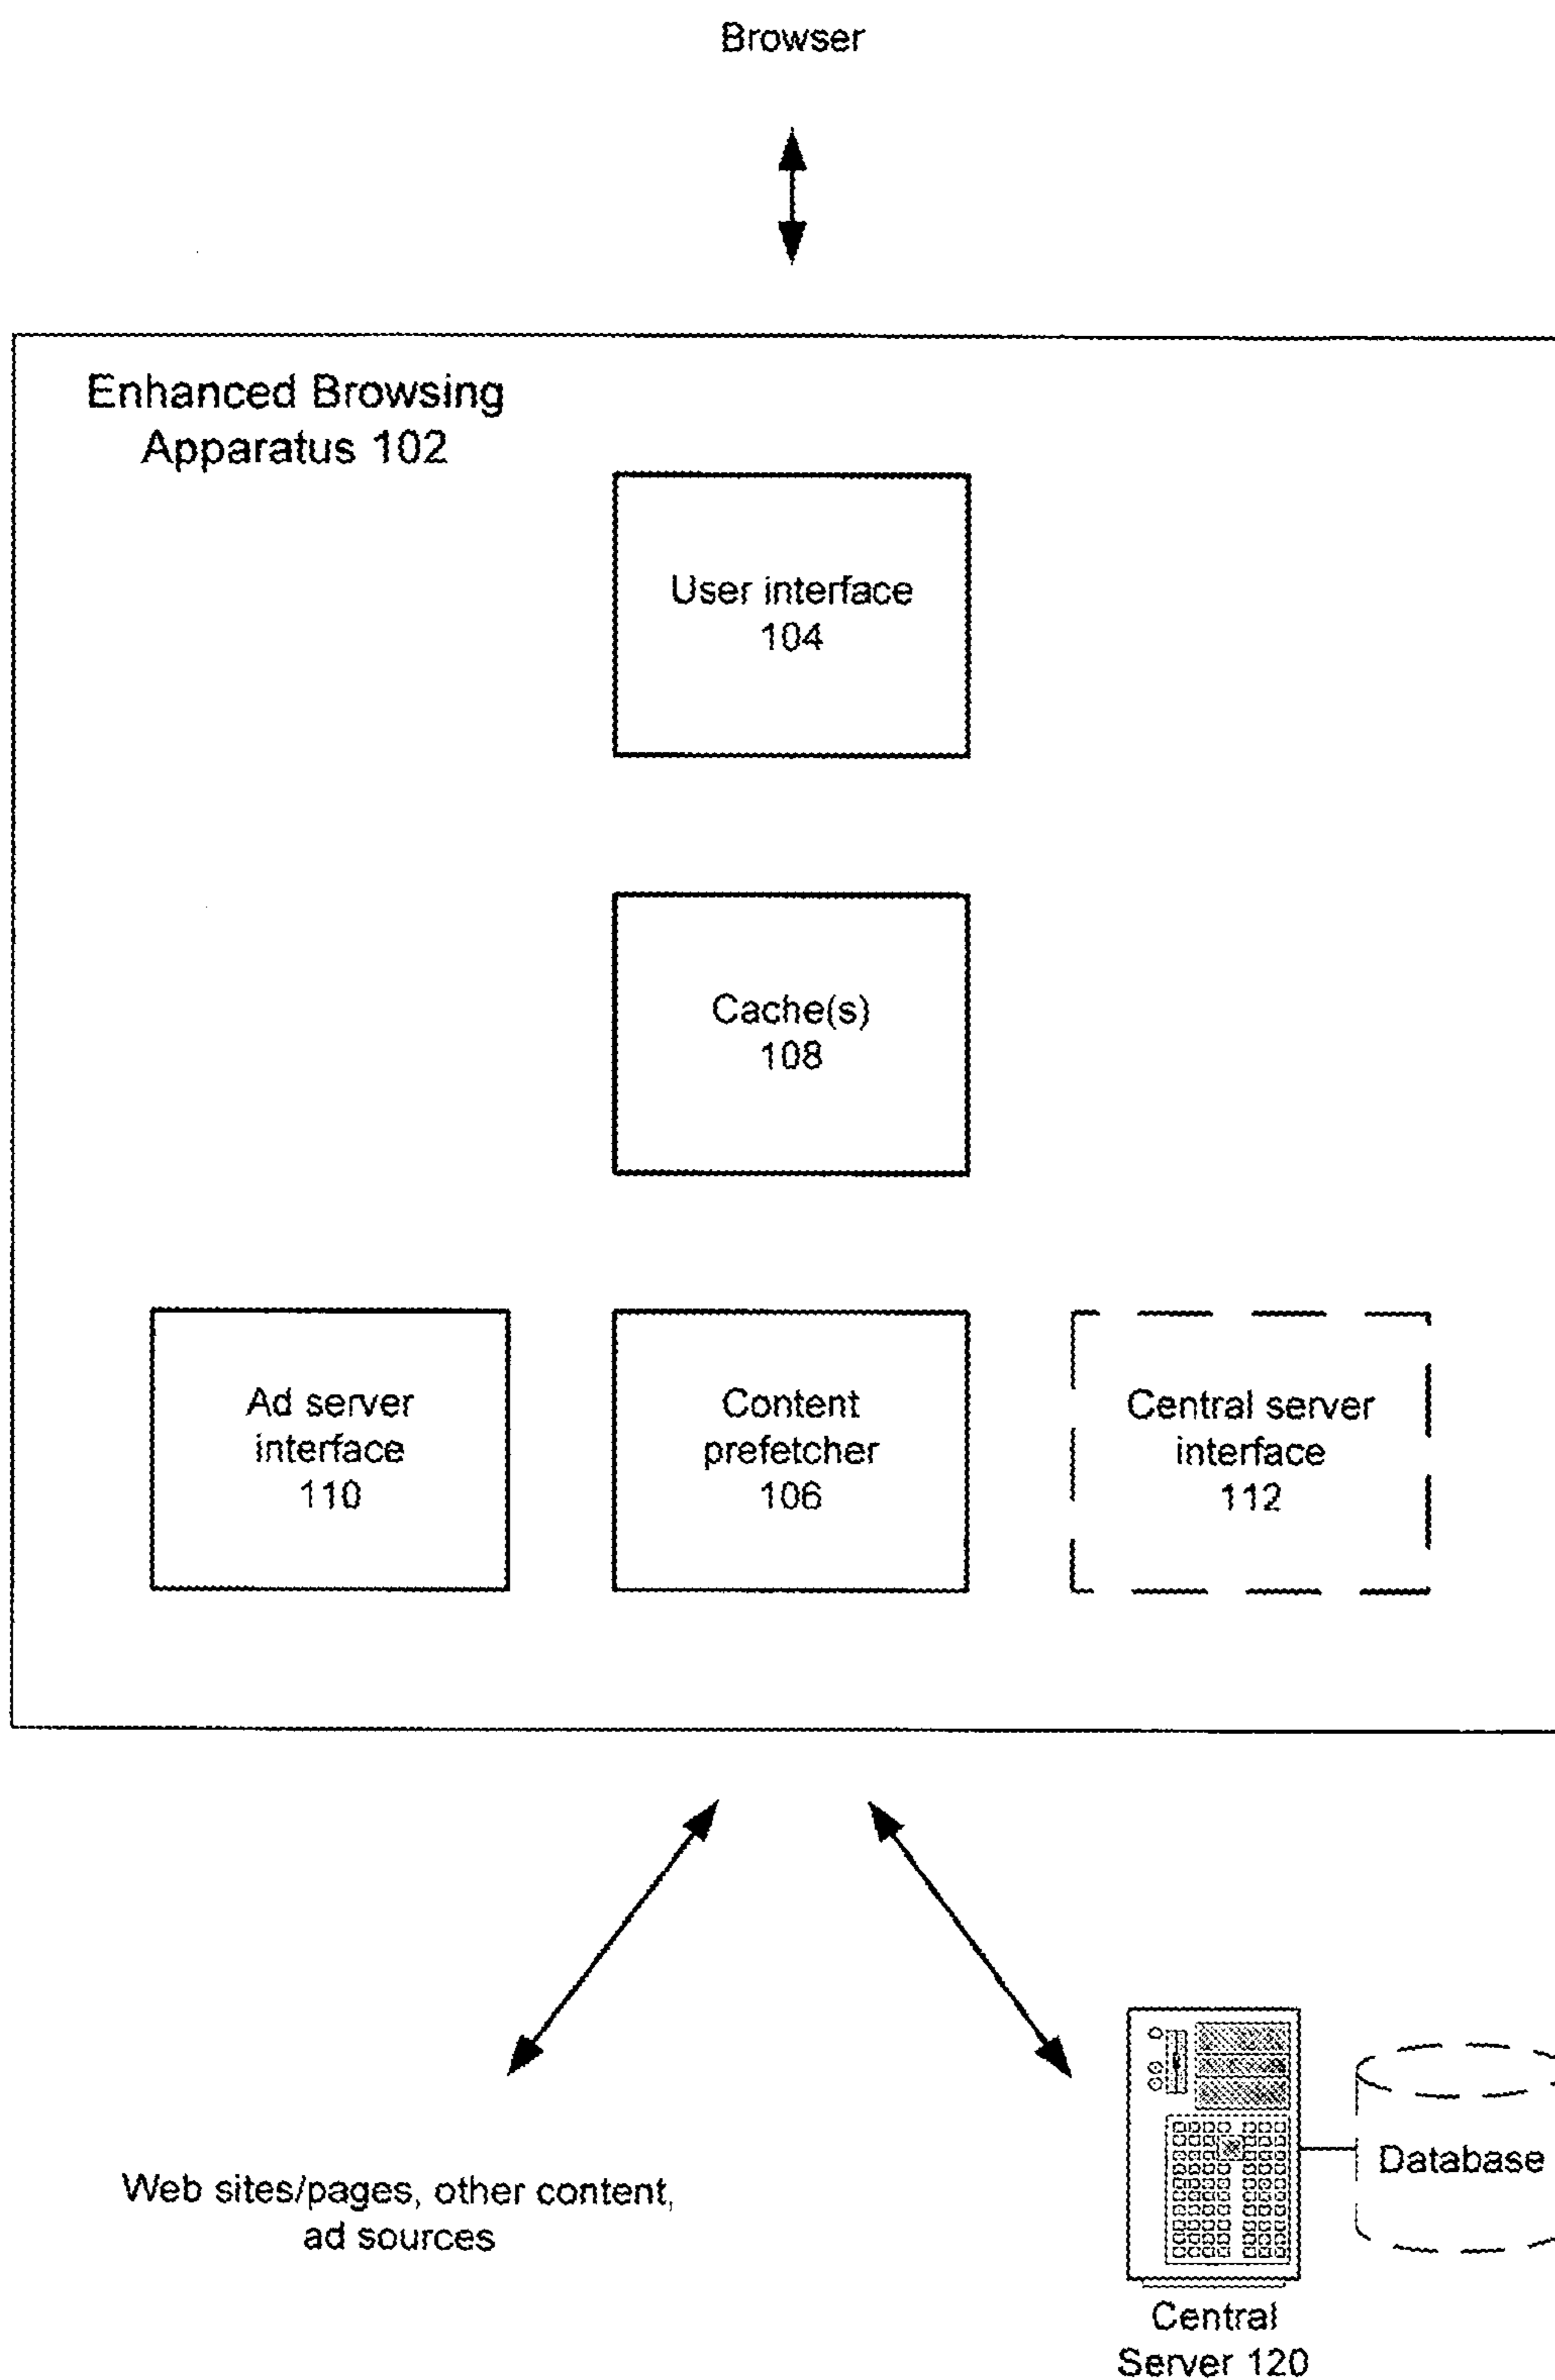 Browser
Enhanced Browsing
Apparatus 102
User interface
104
Cache(s)
108
Ad server
interface
110
Content
prefetcher
106
Central server
interface
112
Web sites/pages, other content,
ad sources
Database
Central
Server 120